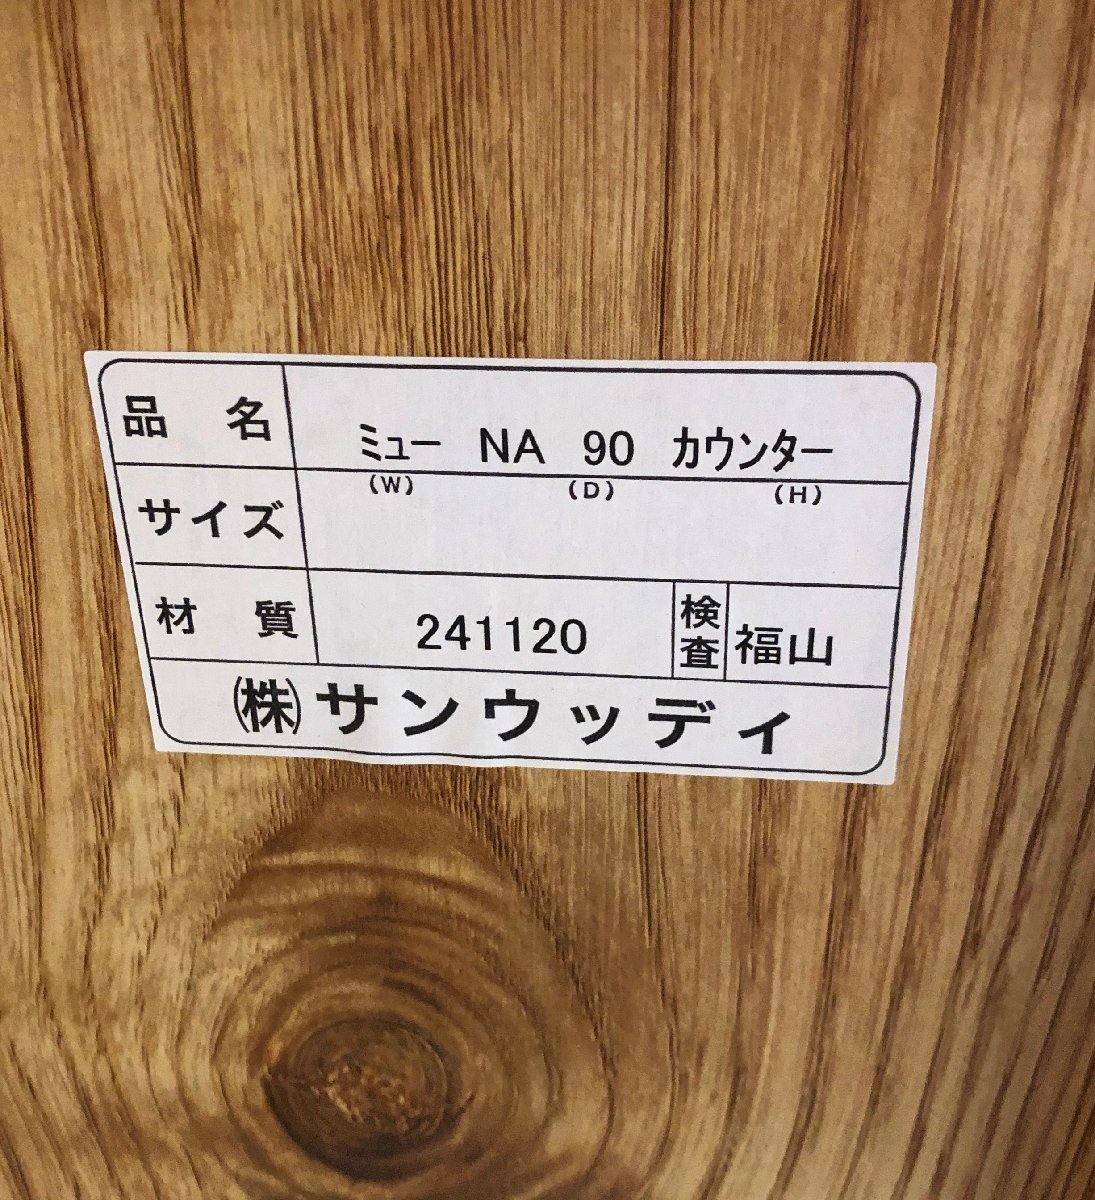 品 名 ミュー NA 90 カウンター
サイズ (W) (D) (H)
材 質 241120 検査 福山
(株)サンウッディ